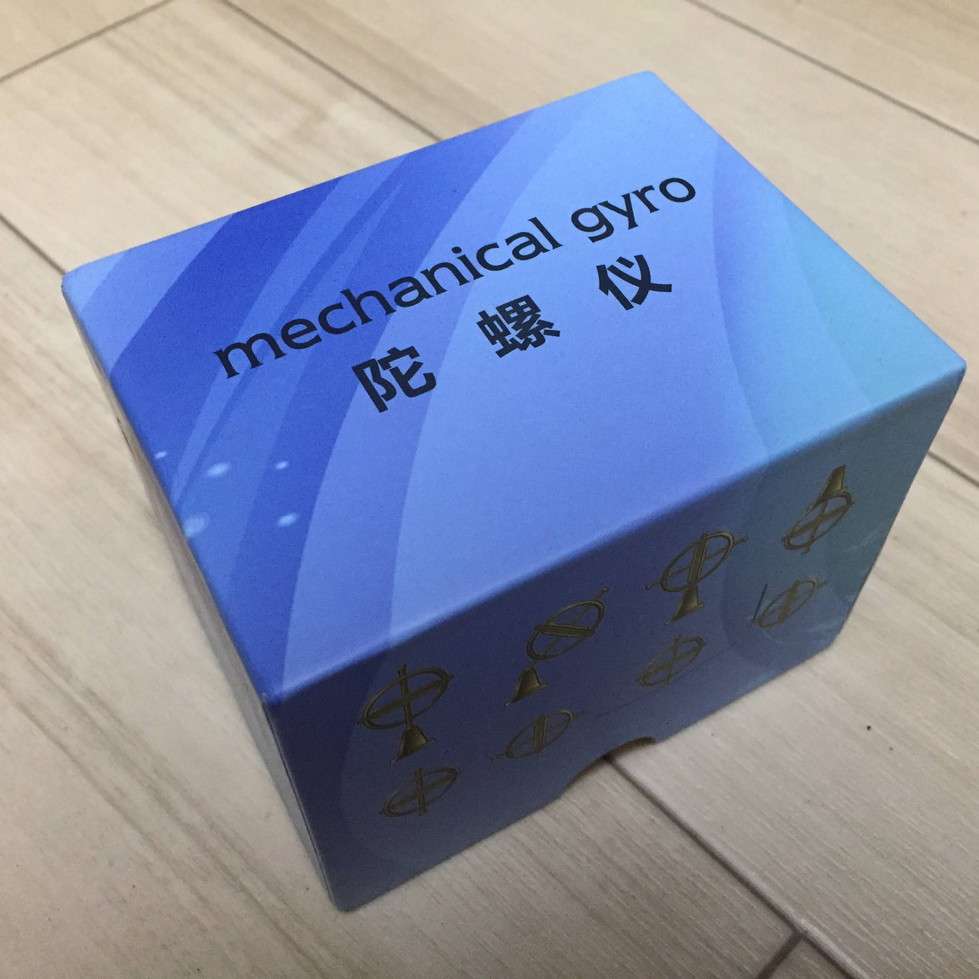 mechanical gyro
陀螺仪